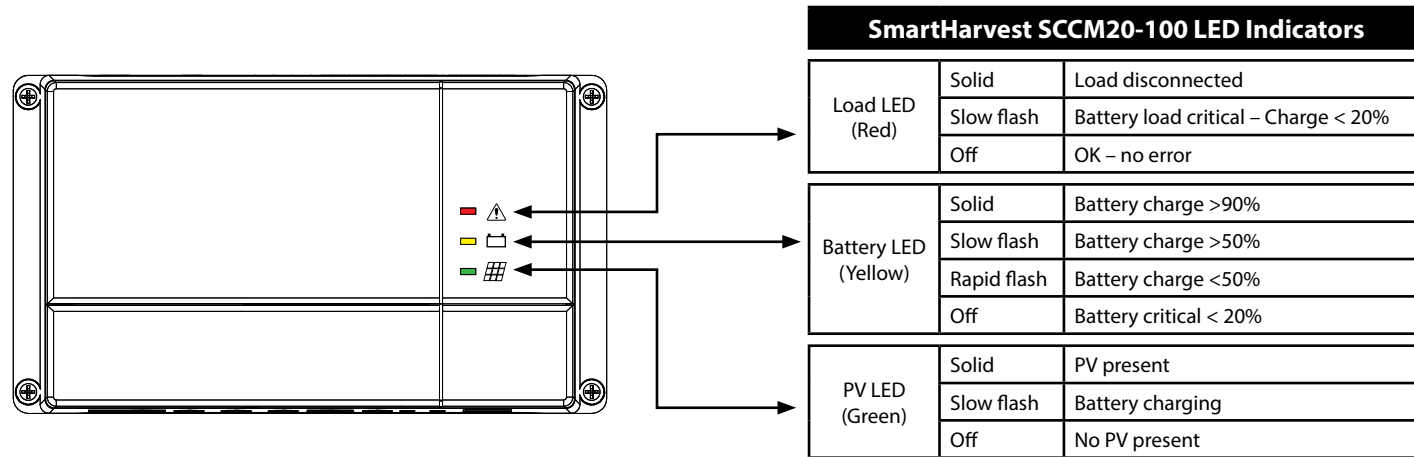 SmartHarvest SCCM20-100 LED Indicators
Load LED
(Red)
Solid
Load disconnected
Slow flash
Battery load critical – Charge < 20%
Off
OK – no error
Battery LED
(Yellow)
Solid
Battery charge >90%
Slow flash
Battery charge >50%
Rapid flash
Battery charge <50%
Off
Battery critical < 20%
PV LED
(Green)
Solid
PV present
Slow flash
Battery charging
Off
No PV present